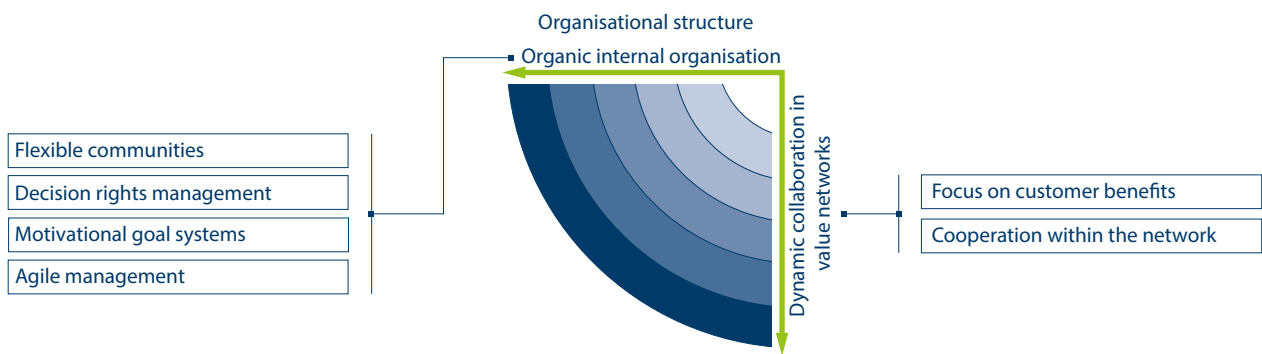 Organisational structure
Organic internal organisation
Flexible communities
Decision rights management
Motivational goal systems
Agile management
Dynamic collaboration in
value networks
Focus on customer benefits
Cooperation within the network